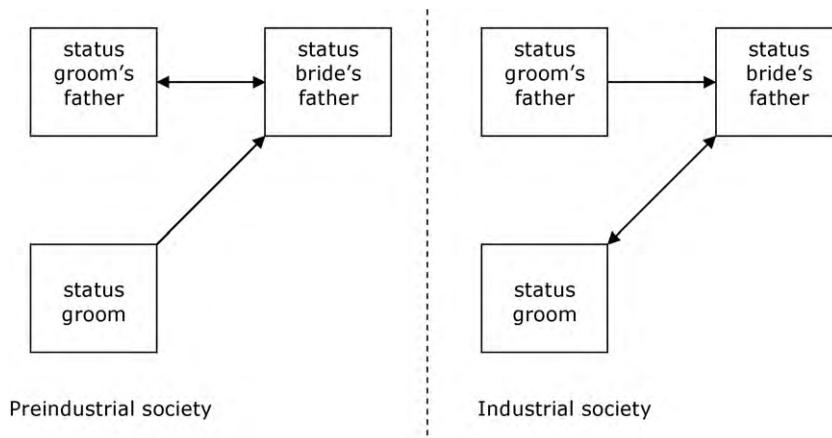 status
groom's
father
status
bride's
father
status
groom
Preindustrial society
status
groom's
father
status
bride's
father
status
groom
Industrial society